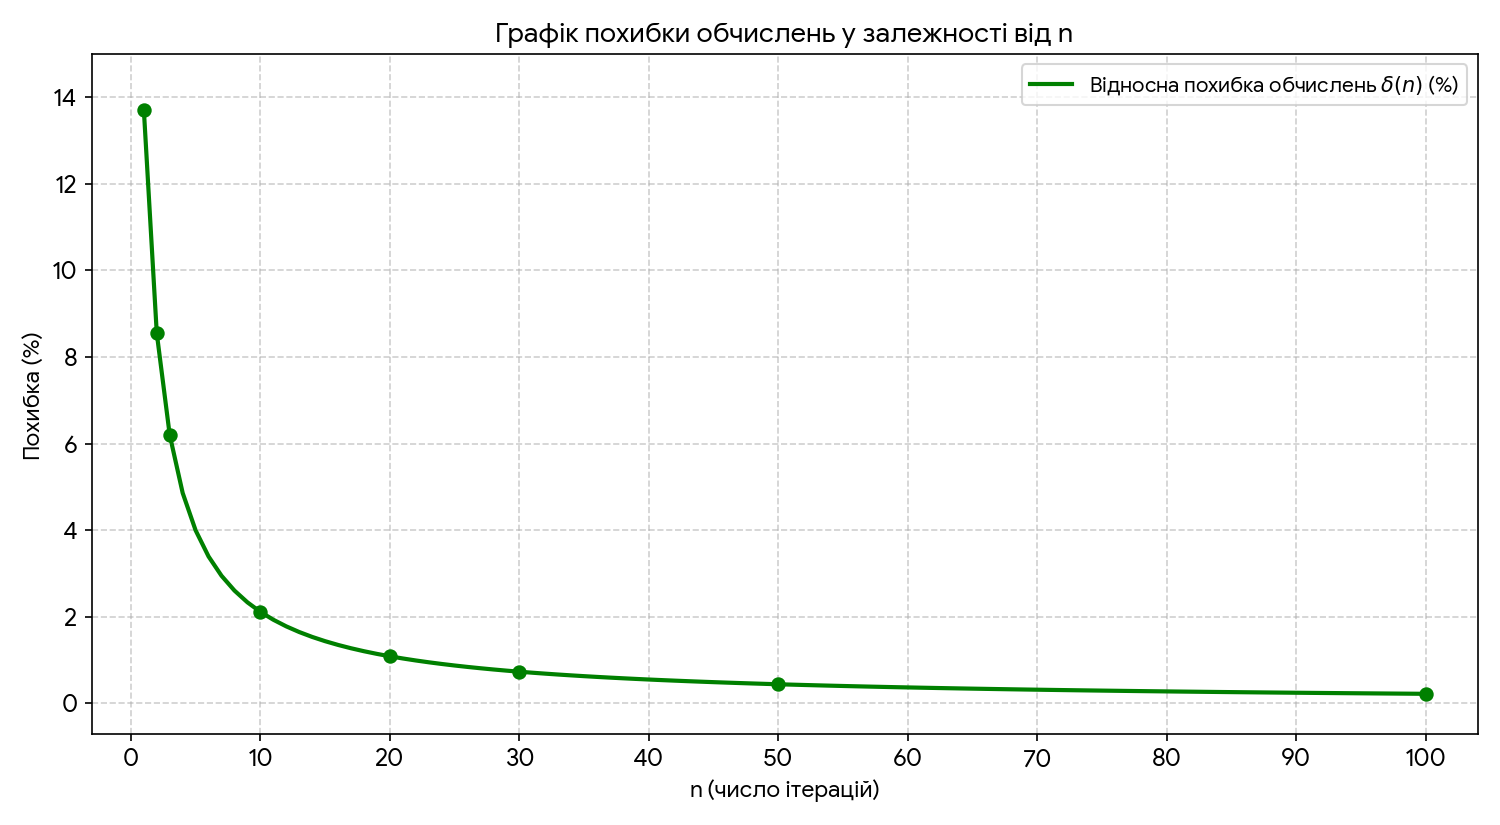 Графік похибки обчислень у залежності від n
Відносна похибка обчислень δ(n) (%)
Похибка (%)
14
12
10
8
6
4
2
0
0 10 20 30 40 50 60 70 80 90 100
n (число ітерацій)